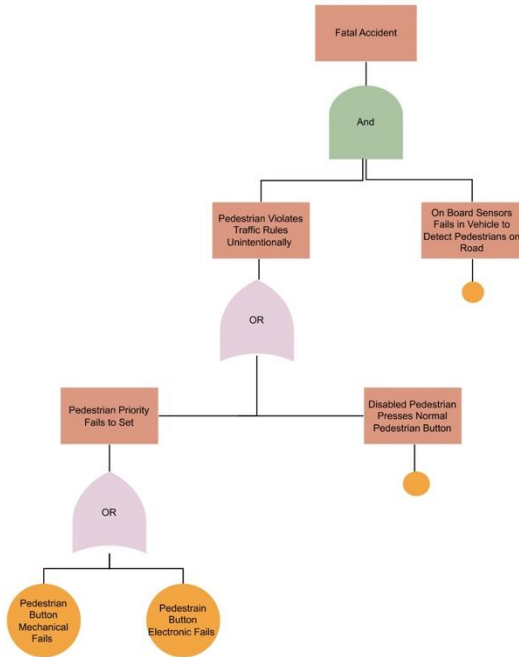 Fatal Accident
And
Pedestrian Violates
Traffic Rules
Unintentionally
On Board Sensors
Fails in Vehicle to
Detect Pedestrians on
Road
OR
Pedestrian Priority
Fails to Set
Disabled Pedestrian
Presses Normal
Pedestrian Button
OR
Pedestrian
Button
Mechanical
Fails
Pedestrain
Button
Electronic Fails